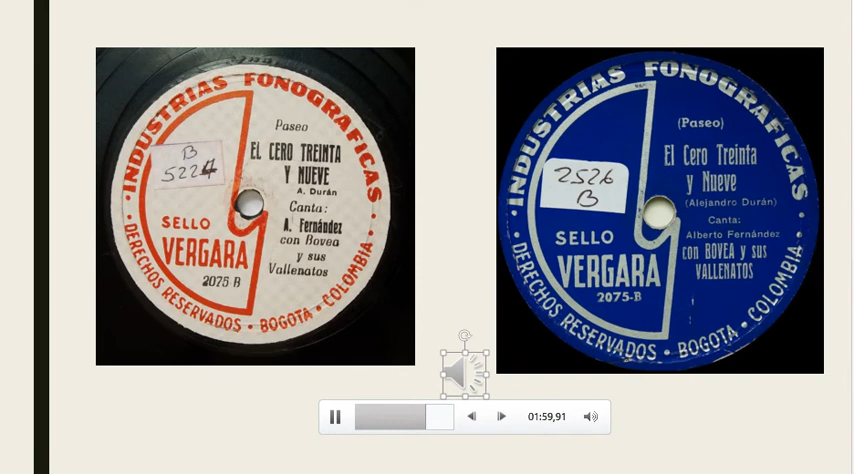 INDUSTRIAS FONOGRAFICAS
Paseo
EL CERO TREINTA
Y NUEVE
A. Durán
Canta:
A. Fernández
con Bovea
y sus
Vallenatos
B
5224
SELLO
VERGARA
2075-B
• DERECHOS RESERVADOS • BOGOTA • COLOMBIA •
INDUSTRIAS FONOGRAFICAS
(Paseo)
El Cero Treinta
y Nueve
(Alejandro Durán)
Canta:
Alberto Fernández
con BOVEA y sus
VALLENATOS
2526
B
SELLO
VERGARA
2075-B
• DERECHOS RESERVADOS • BOGOTA • COLOMBIA •
01:59,91